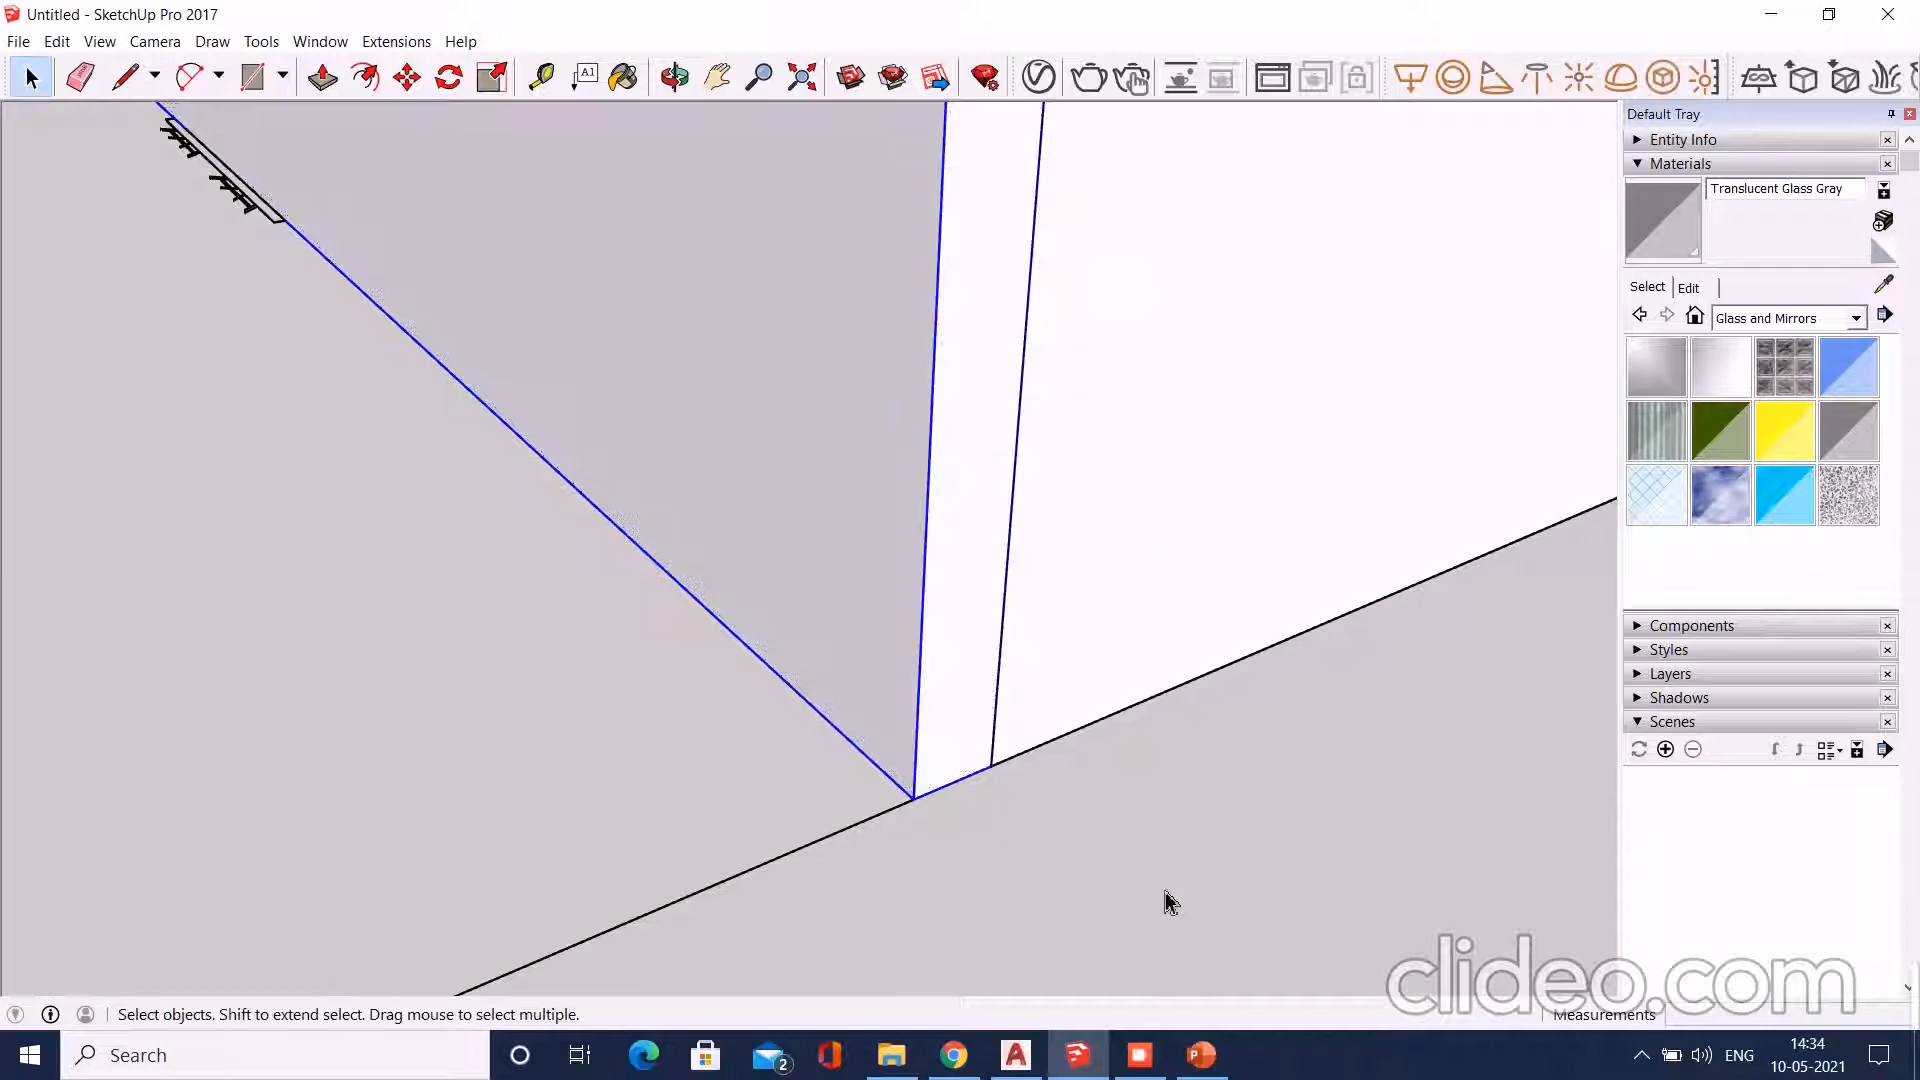 Untitled - SketchUp Pro 2017
File Edit View Camera Draw Tools Window Extensions Help
A1
Default Tray
Entity Info
Materials
Translucent Glass Gray
Select Edit
Glass and Mirrors
Components
Styles
Layers
Shadows
Scenes
clideo.com
Select objects. Shift to extend select. Drag mouse to select multiple.
Measurements
Search
2
A
ENG
14:34
10-05-2021